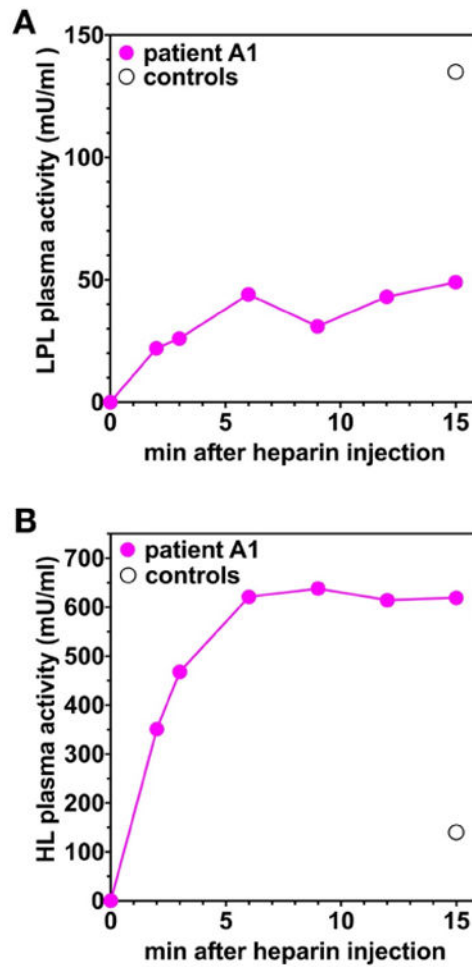 A
LPL plasma activity (mU/ml)
150
100
50
0
patient A1
controls
0 5 10 15
min after heparin injection
B
HL plasma activity (mU/ml)
700
600
500
400
300
200
100
0
patient A1
controls
0 5 10 15
min after heparin injection